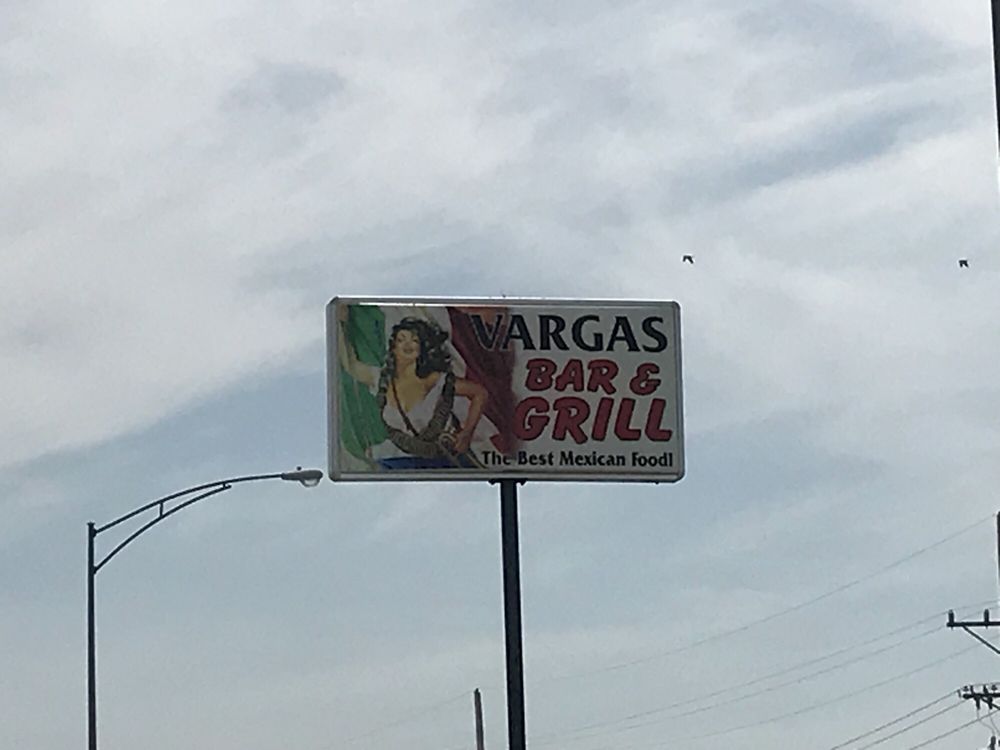 VARGAS
BAR &
GRILL
The Best Mexican Food!